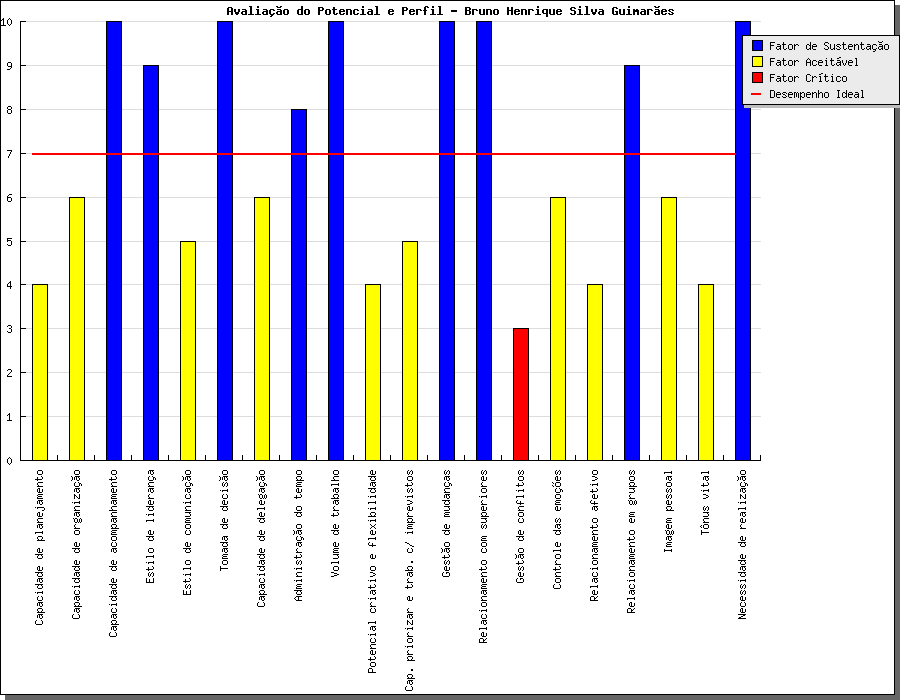 Avaliação do Potencial e Perfil - Bruno Henrique Silva Guimarães
10
9
8
7
6
5
4
3
2
1
0
Fator de Sustentação
Fator Aceitável
Fator Crítico
Desempenho Ideal
Capacidade de planejamento
Capacidade de organização
Capacidade de acompanhamento
Estilo de liderança
Estilo de comunicação
Tomada de decisão
Capacidade de delegação
Administração do tempo
Volume de trabalho
Potencial criativo e flexibilidade
Cap. priorizar e trab. c/ imprevistos
Gestão de mudanças
Relacionamento com superiores
Gestão de conflitos
Controle das emoções
Relacionamento afetivo
Relacionamento em grupos
Imagem pessoal
Tônus vital
Necessidade de realização